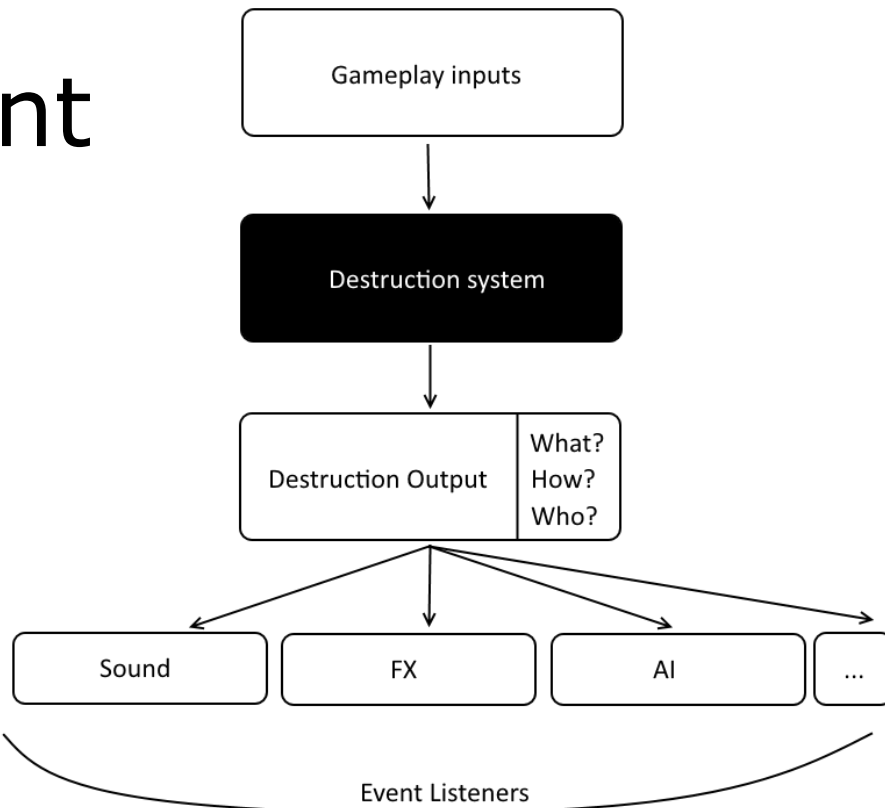 Gameplay inputs
nt
Destruction system
Destruction Output
What?
How?
Who?
Sound
FX
AI
...
Event Listeners